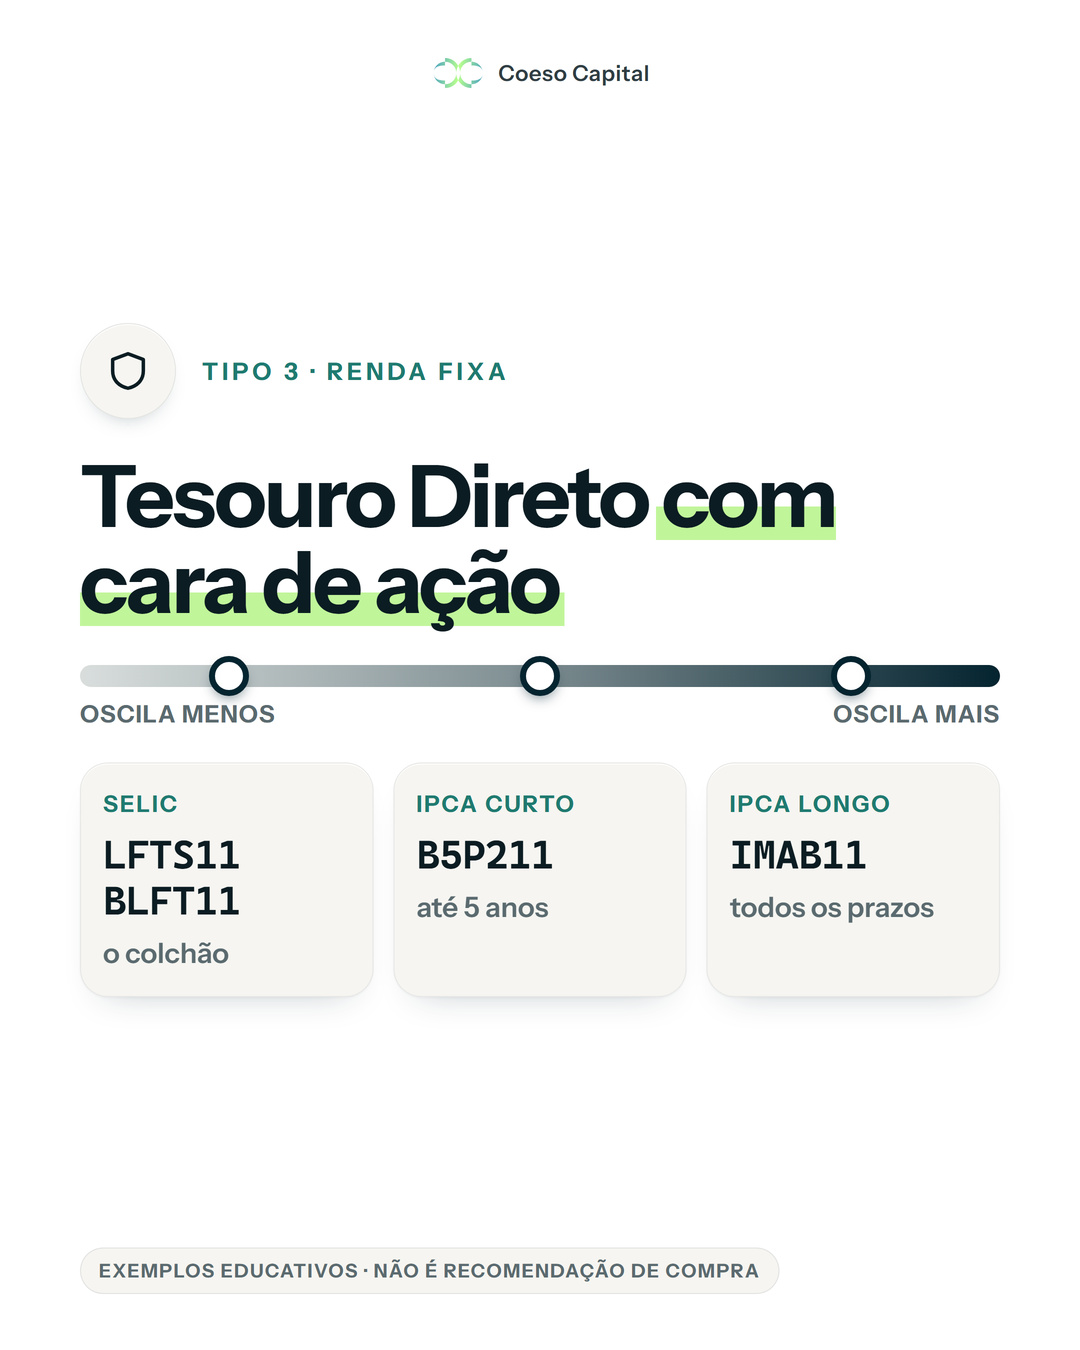 Coeso Capital
TIPO 3 · RENDA FIXA
Tesouro Direto com
cara de ação
OSCILA MENOS
OSCILA MAIS
SELIC
LFTS11
BLFT11
o colchão
IPCA CURTO
B5P211
até 5 anos
IPCA LONGO
IMAB11
todos os prazos
EXEMPLOS EDUCATIVOS · NÃO É RECOMENDAÇÃO DE COMPRA